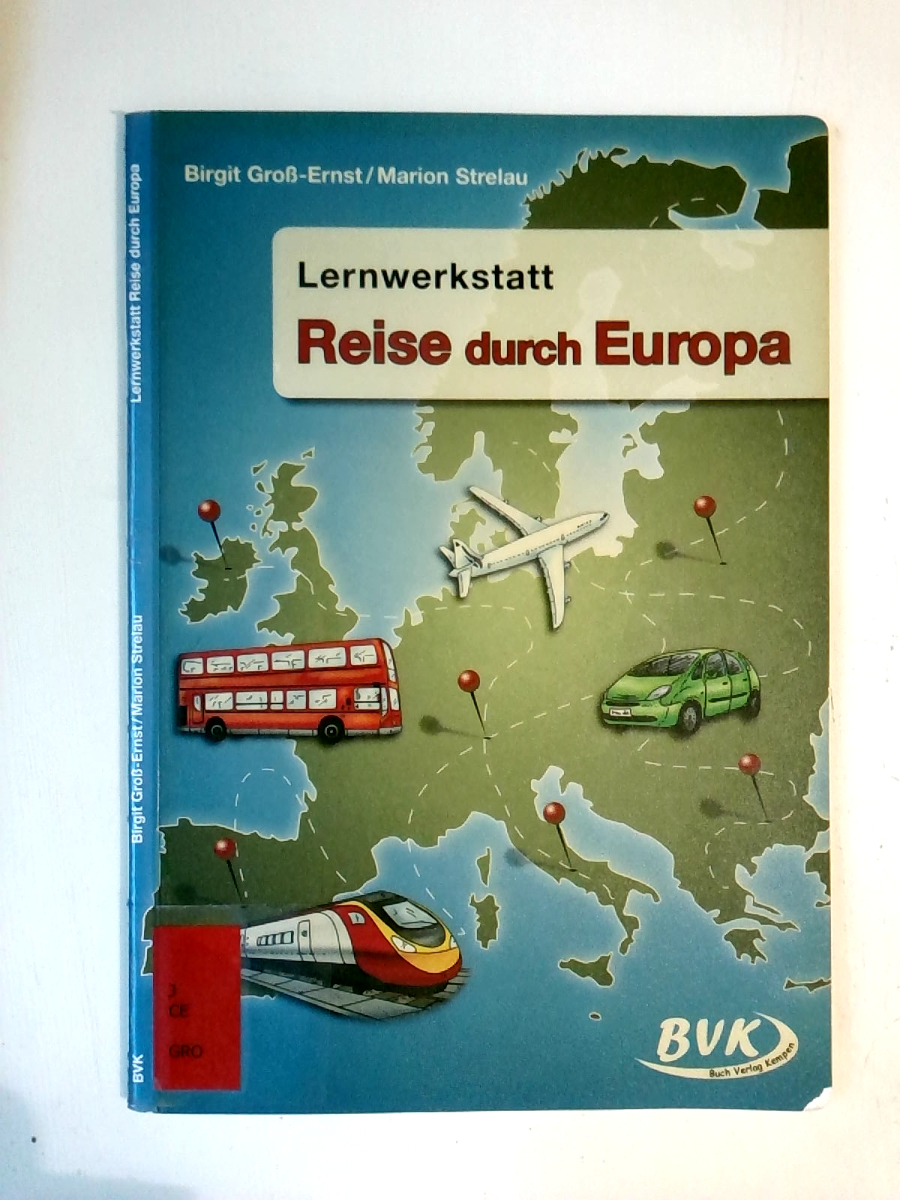 Birgit Groß-Ernst/Marion Strelau
Lernwerkstatt
Reise durch Europa
Lernwerkstatt Reise durch Europa
Birgit Groß-Ernst/Marion Strelau
BVK
J
CE
GRO
BVK
Buch Verlag Kempen